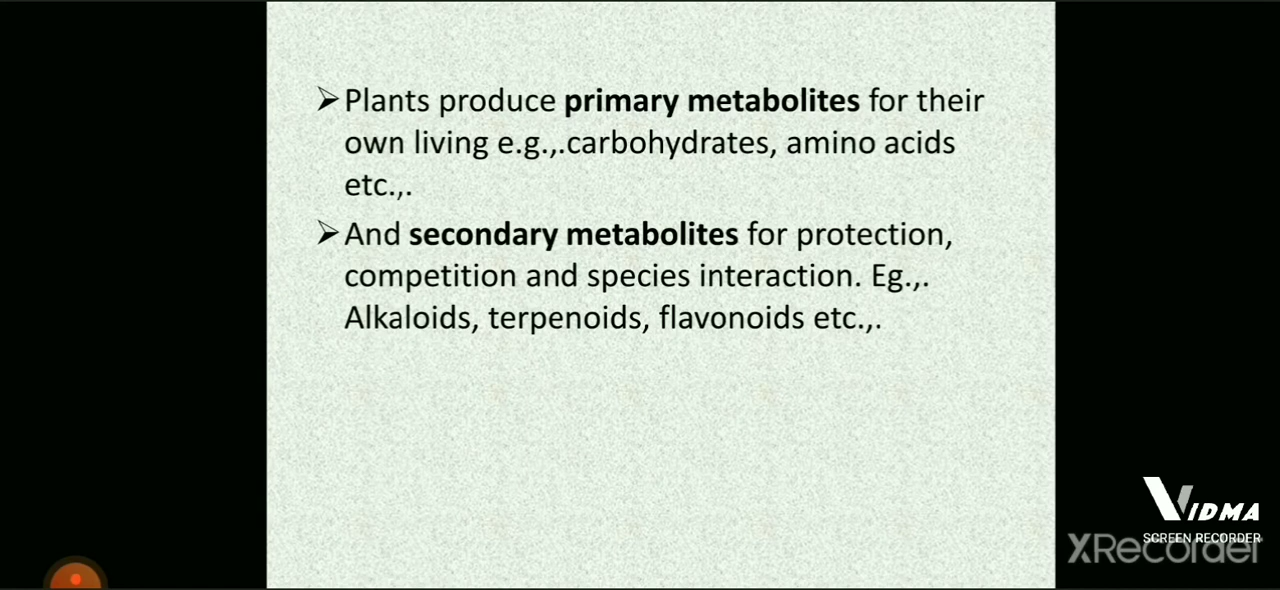 ➢Plants produce primary metabolites for their
own living e.g.,.carbohydrates, amino acids
etc.,.
➢And secondary metabolites for protection,
competition and species interaction. Eg.,.
Alkaloids, terpenoids, flavonoids etc.,.
VIDMA
SCREEN RECORDER
XRecorder